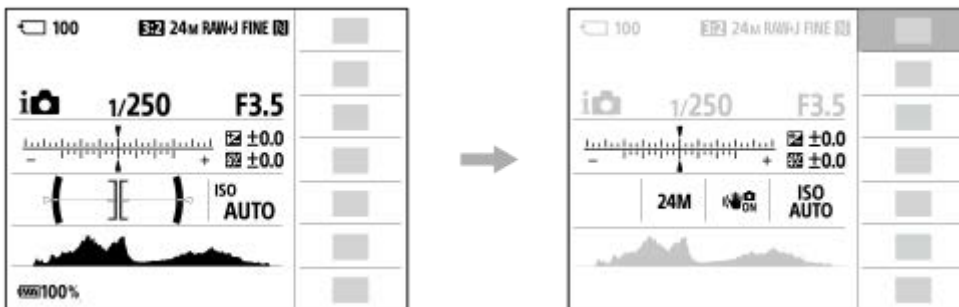 100 3:2 24M RAW+J FINE
i 1/250 F3.5
±0.0
- + ±0.0
ISO
AUTO
100%
100 3:2 24M RAW+J FINE
i 1/250 F3.5
±0.0
- + ±0.0
24M ON ISO
AUTO